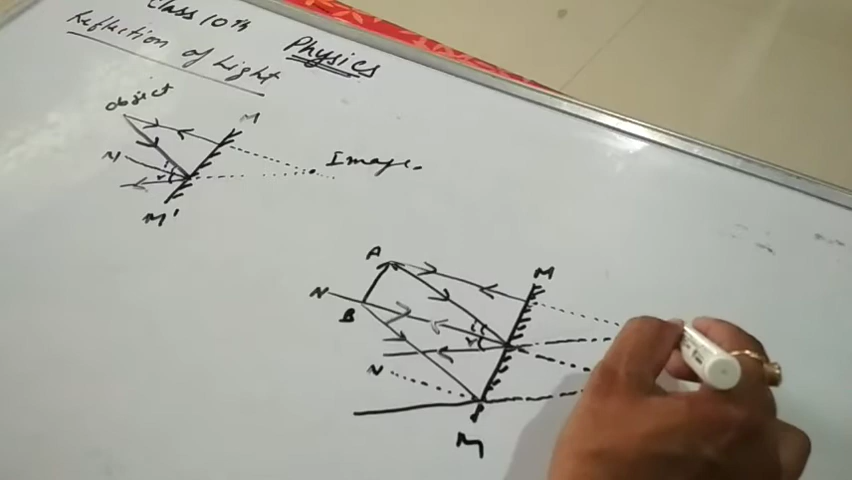 Class 10th
Physics
Reflection of Light
object
M
N
Image.
M'
A
M
N
B
N
M